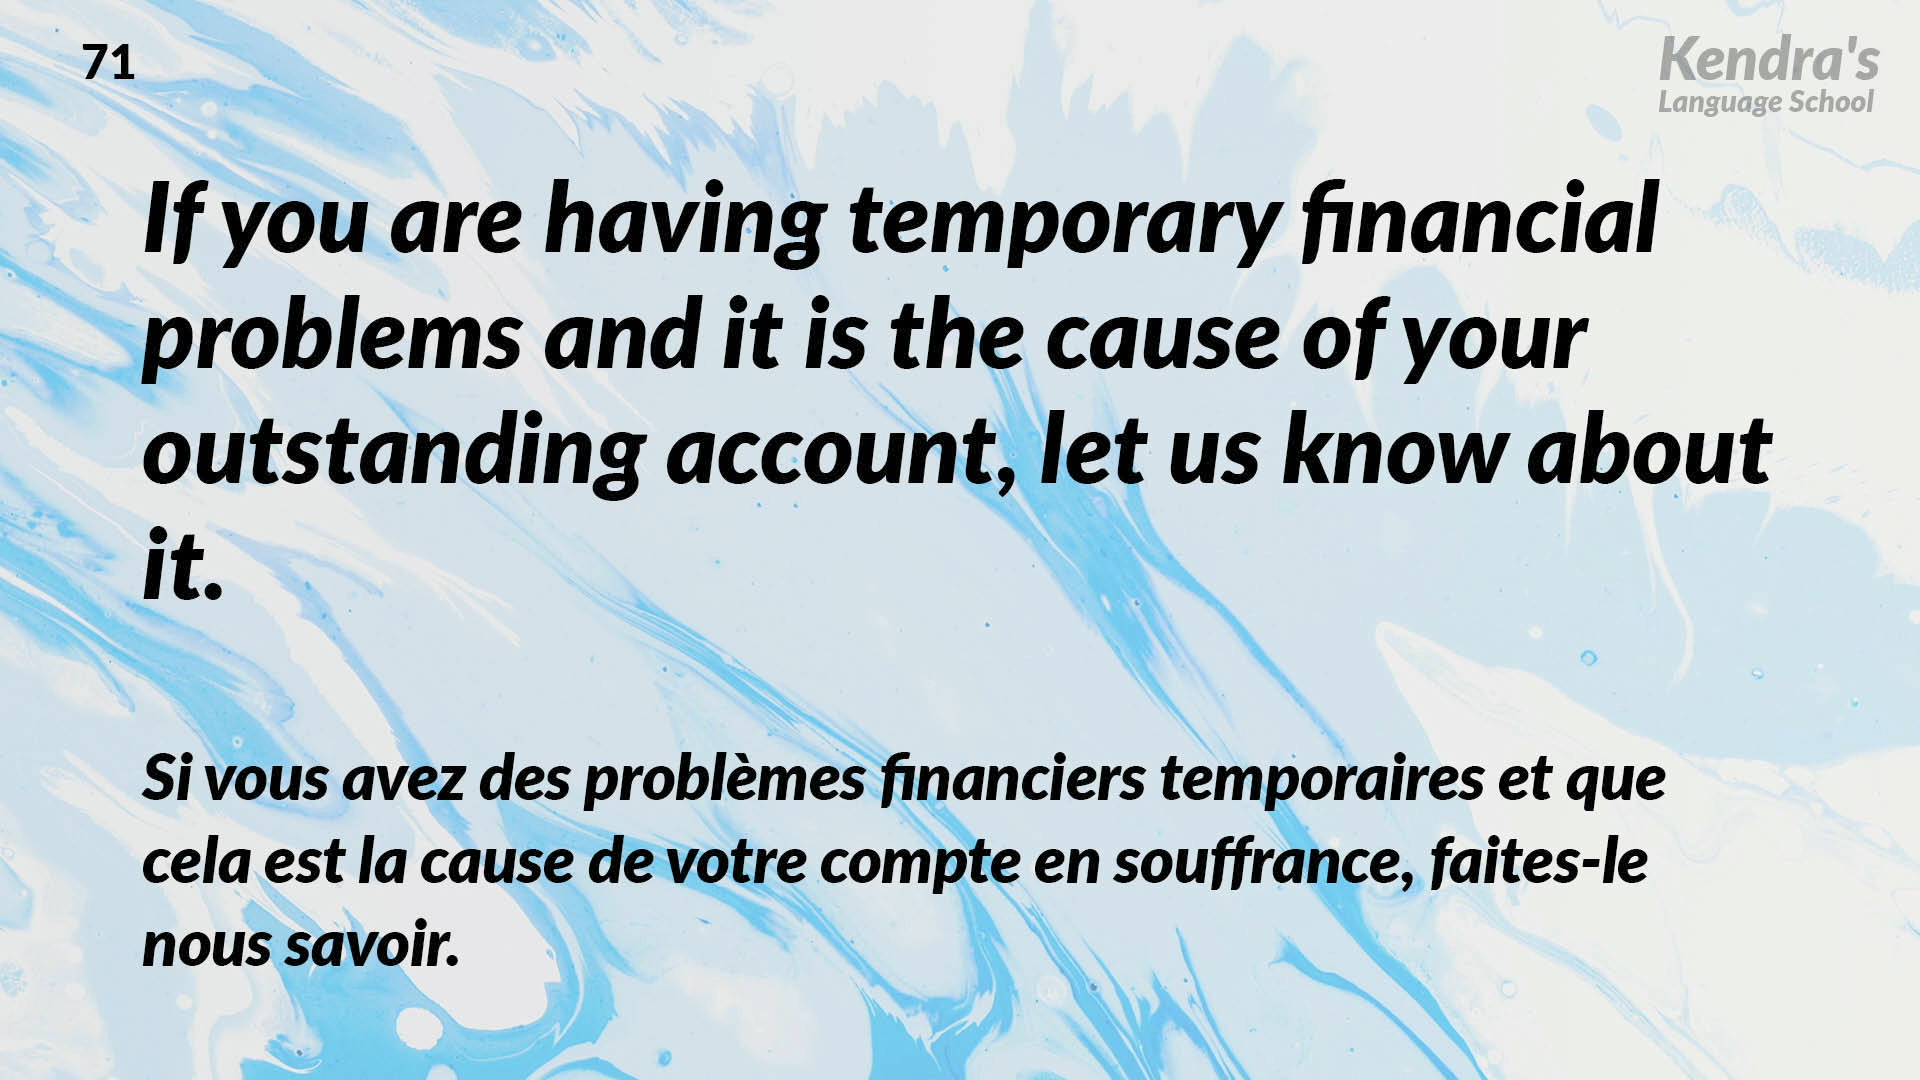 71
Kendra's
Language School
If you are having temporary financial
problems and it is the cause of your
outstanding account, let us know about
it.
Si vous avez des problèmes financiers temporaires et que
cela est la cause de votre compte en souffrance, faites-le
nous savoir.